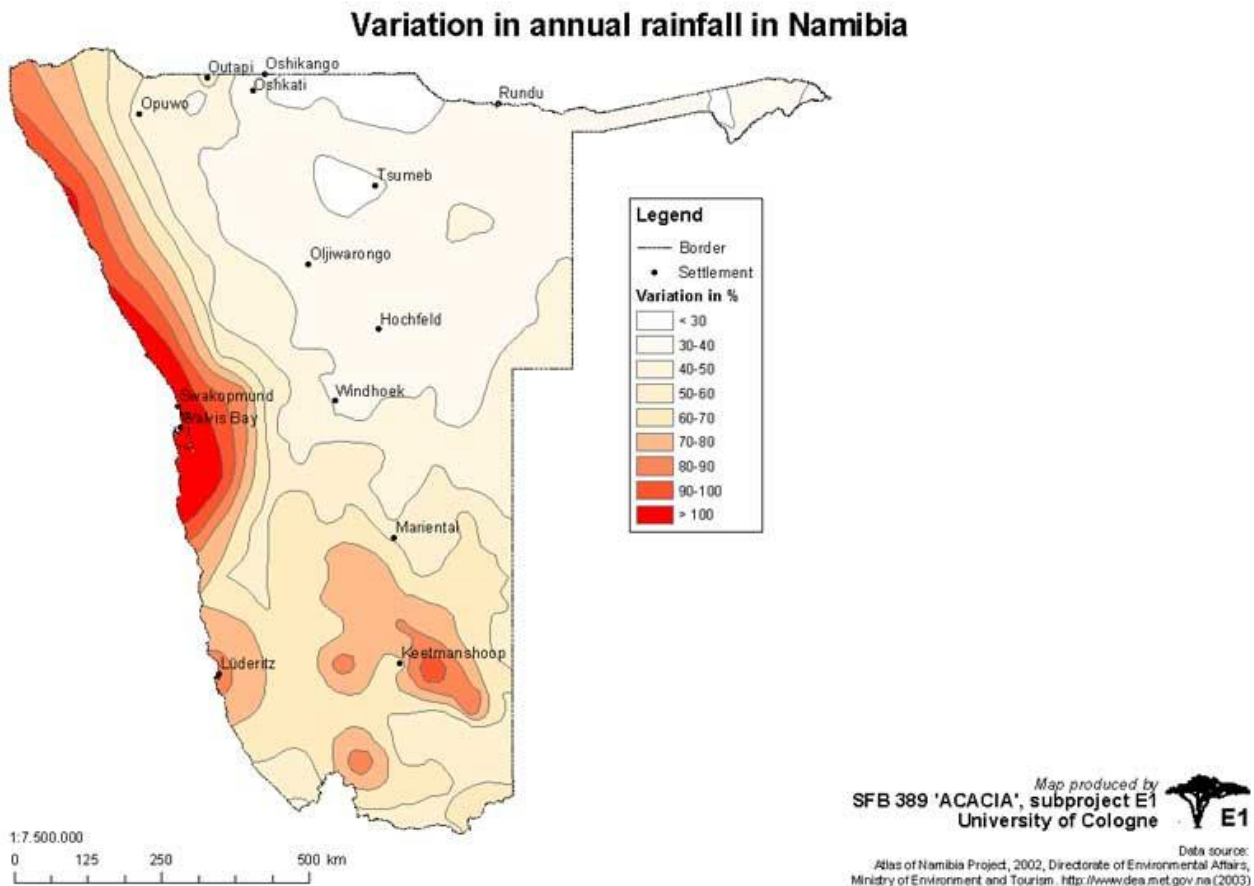 Variation in annual rainfall in Namibia
Outapi
Oshikango
Oshkati
Opuwo
Rundu
Tsumeb
Oljiwarongo
Hochfeld
Windhoek
Swakopmund
Walvis Bay
Mariental
Keetmanshoop
Lüderitz
Legend
Border
Settlement
Variation in %
< 30
30-40
40-50
50-60
60-70
70-80
80-90
90-100
> 100
Map produced by
SFB 389 'ACACIA', subproject E1
University of Cologne
E1
1:7.500.000
0 125 250 500 km
Data source:
Atlas of Namibia Project, 2002, Directorate of Environmental Affairs,
Ministry of Environment and Tourism. http://www.dea.met.gov.na (2003)